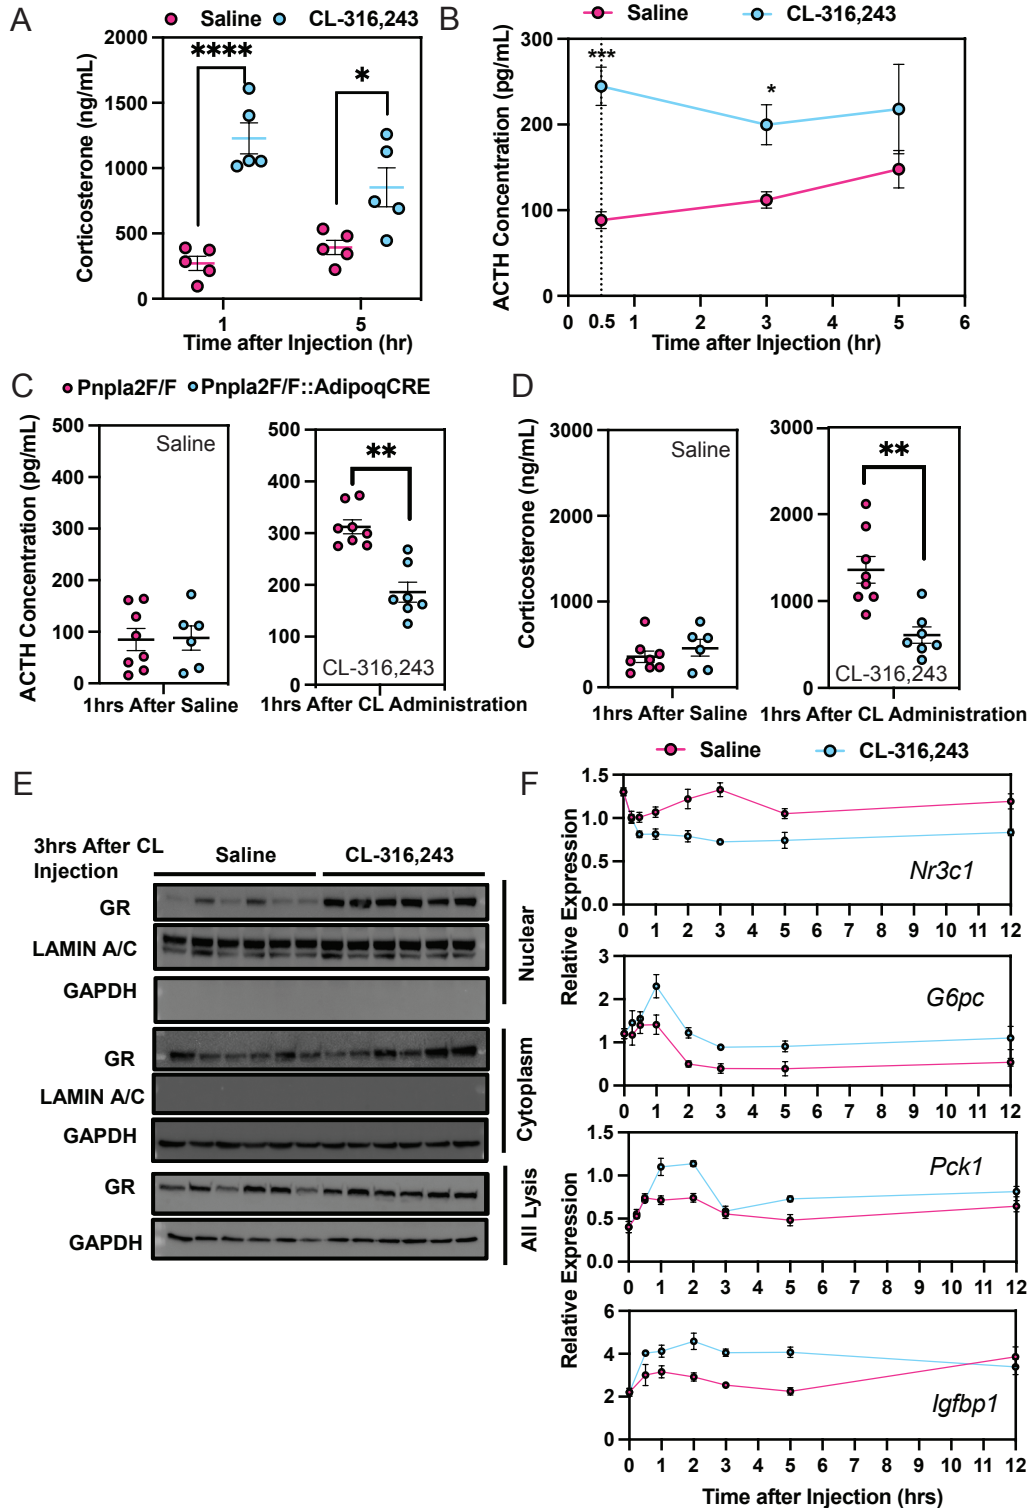 A
Saline
CL-316,243
Corticosterone (ng/mL)
2000
1500
1000
500
0
****
*
1
5
Time after Injection (hr)
B
Saline
CL-316,243
ACTH Concentration (pg/mL)
300
200
100
0
***
*
0
0.5
1
2
3
4
5
6
Time after Injection (hr)
C
Pnpla2F/F
Pnpla2F/F::AdipoqCRE
ACTH Concentration (pg/mL)
500
400
300
200
100
0
Saline
1hrs After Saline
500
400
300
200
100
0
**
CL-316,243
1hrs After CL Administration
D
Corticosterone (ng/mL)
3000
2000
1000
0
Saline
1hrs After Saline
3000
2000
1000
0
**
CL-316,243
1hrs After CL Administration
E
3hrs After CL
Injection
Saline
CL-316,243
GR
LAMIN A/C
GAPDH
Nuclear
GR
LAMIN A/C
GAPDH
Cytoplasm
GR
GAPDH
All Lysis
F
Saline
CL-316,243
Relative Expression
1.5
1.0
0.5
0.0
Nr3c1
0 1 2 3 4 5 6 7 8 9 10 11 12
3
2
1
0
G6pc
0 1 2 3 4 5 6 7 8 9 10 11 12
Relative Expression
1.5
1.0
0.5
0.0
Pck1
0 1 2 3 4 5 6 7 8 9 10 11 12
6
4
2
0
Igfbp1
0 1 2 3 4 5 6 7 8 9 10 11 12
Time after Injection (hrs)